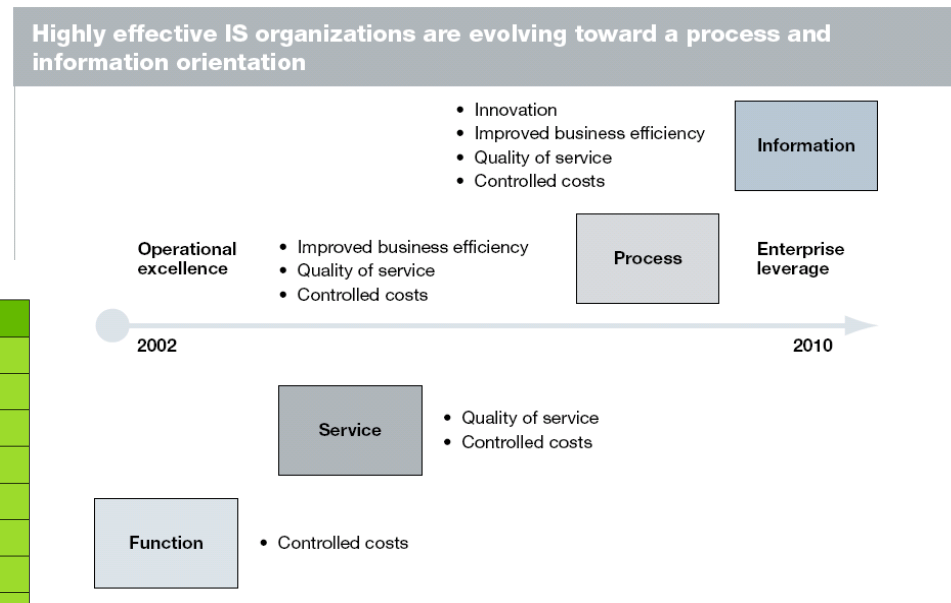 Highly effective IS organizations are evolving toward a process and
information orientation
• Innovation
• Improved business efficiency
• Quality of service
• Controlled costs
Information
Operational
excellence
• Improved business efficiency
• Quality of service
• Controlled costs
Process
Enterprise
leverage
2002
2010
Service
• Quality of service
• Controlled costs
Function
• Controlled costs